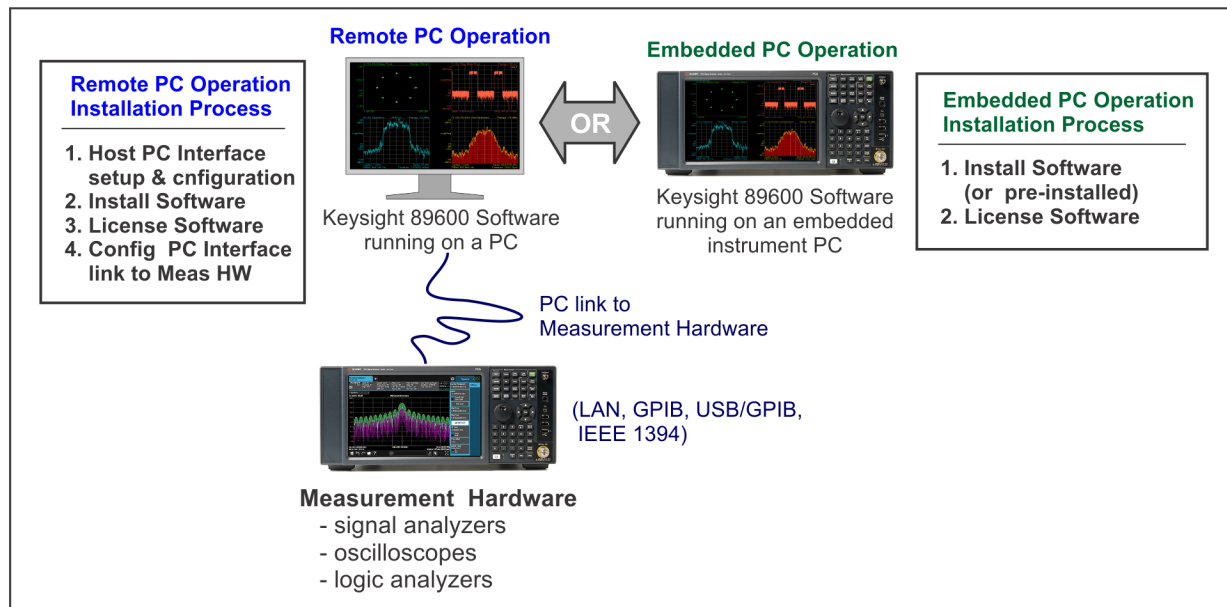 Remote PC Operation
Installation Process
1. Host PC Interface
setup & cnfiguration
2. Install Software
3. License Software
4. Config PC Interface
link to Meas HW
Remote PC Operation
Keysight 89600 Software
running on a PC
OR
Embedded PC Operation
Keysight 89600 Software
running on an embedded
instrument PC
Embedded PC Operation
Installation Process
1. Install Software
(or pre-installed)
2. License Software
PC link to
Measurement Hardware
(LAN, GPIB, USB/GPIB,
IEEE 1394)
Measurement Hardware
- signal analyzers
- oscilloscopes
- logic analyzers